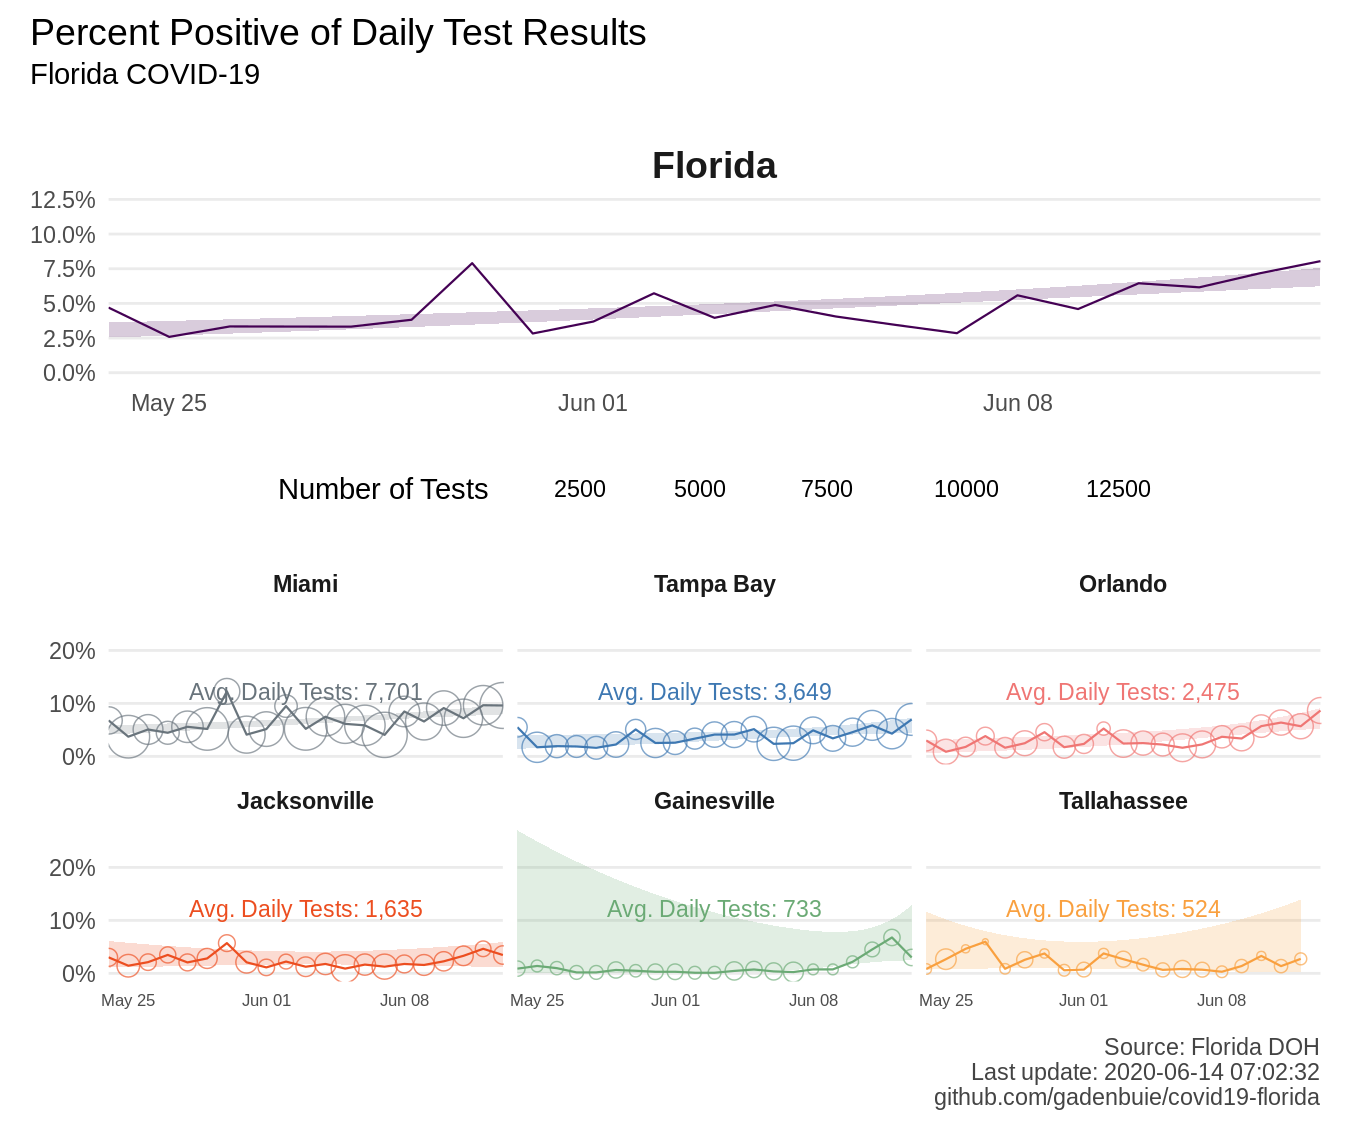 Percent Positive of Daily Test Results
Florida COVID-19
Florida
12.5%
10.0%
7.5%
5.0%
2.5%
0.0%
May 25 Jun 01 Jun 08
Number of Tests 2500 5000 7500 10000 12500
Miami Tampa Bay Orlando
20%
Avg. Daily Tests: 7,701 Avg. Daily Tests: 3,649 Avg. Daily Tests: 2,475
10%
0%
Jacksonville Gainesville Tallahassee
20%
Avg. Daily Tests: 1,635 Avg. Daily Tests: 733 Avg. Daily Tests: 524
10%
0%
May 25 Jun 01 Jun 08 May 25 Jun 01 Jun 08 May 25 Jun 01 Jun 08
Source: Florida DOH
Last update: 2020-06-14 07:02:32
github.com/gadenbuie/covid19-florida